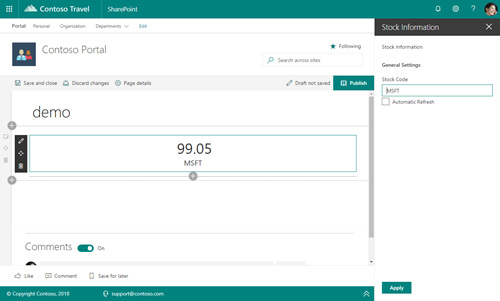 Contoso Travel
SharePoint
Portal
Personal
Organisation
Departments
Edit
Contoso Portal
Following
Search across sites
Save and close
Discard changes
Page details
Draft not saved
Publish
demo
99.05
MSFT
Comments
On
Like
Comment
Save for later
© Copyright Contoso, 2018
support@contoso.com
Stock Information
Stock Information
General Settings
Stock Code
MSFT
Automatic Refresh
Apply